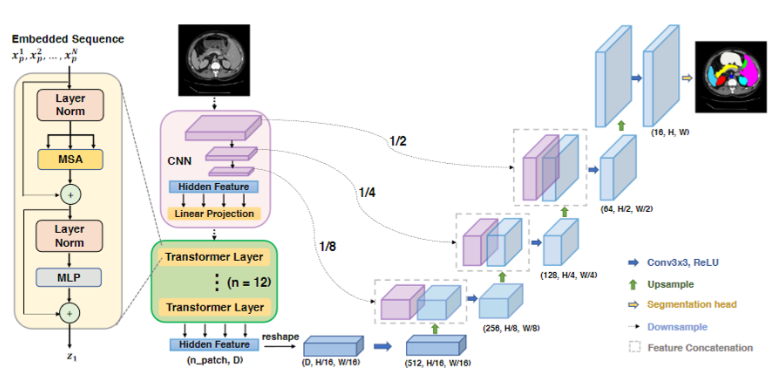 Embedded Sequence
x_p^1, x_p^2, ..., x_p^N
Layer
Norm
MSA
+
Layer
Norm
MLP
+
z_1
CNN
Hidden Feature
Linear Projection
Transformer Layer
(n = 12)
Transformer Layer
Hidden Feature
(n_patch, D)
reshape
(D, H/16, W/16)
(512, H/16, W/16)
1/2
1/4
1/8
(256, H/8, W/8)
(128, H/4, W/4)
(64, H/2, W/2)
(16, H, W)
Conv3x3, ReLU
Upsample
Segmentation head
Downsample
Feature Concatenation